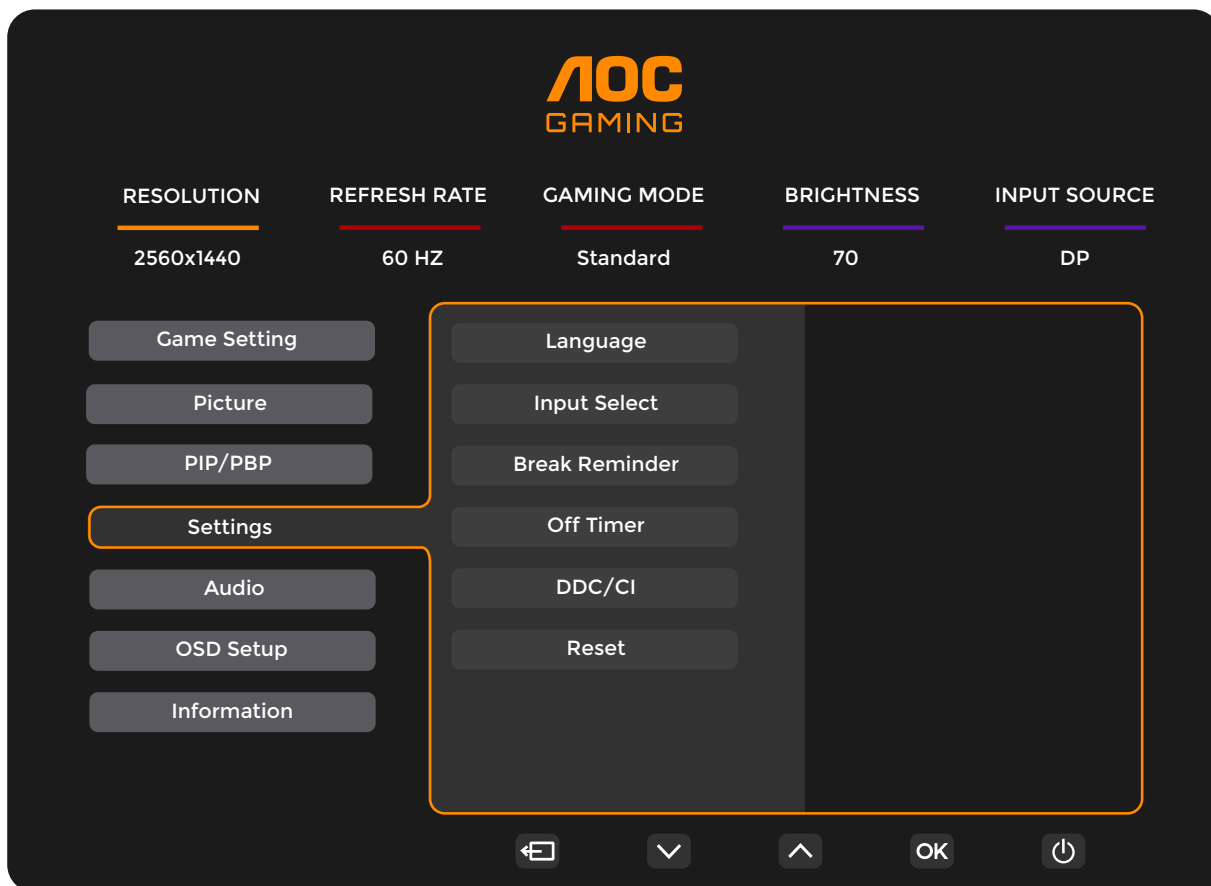 AOC
GAMING
RESOLUTION REFRESH RATE GAMING MODE BRIGHTNESS INPUT SOURCE
2560x1440 60 HZ Standard 70 DP
Game Setting
Picture
PIP/PBP
Settings
Audio
OSD Setup
Information
Language
Input Select
Break Reminder
Off Timer
DDC/CI
Reset
OK